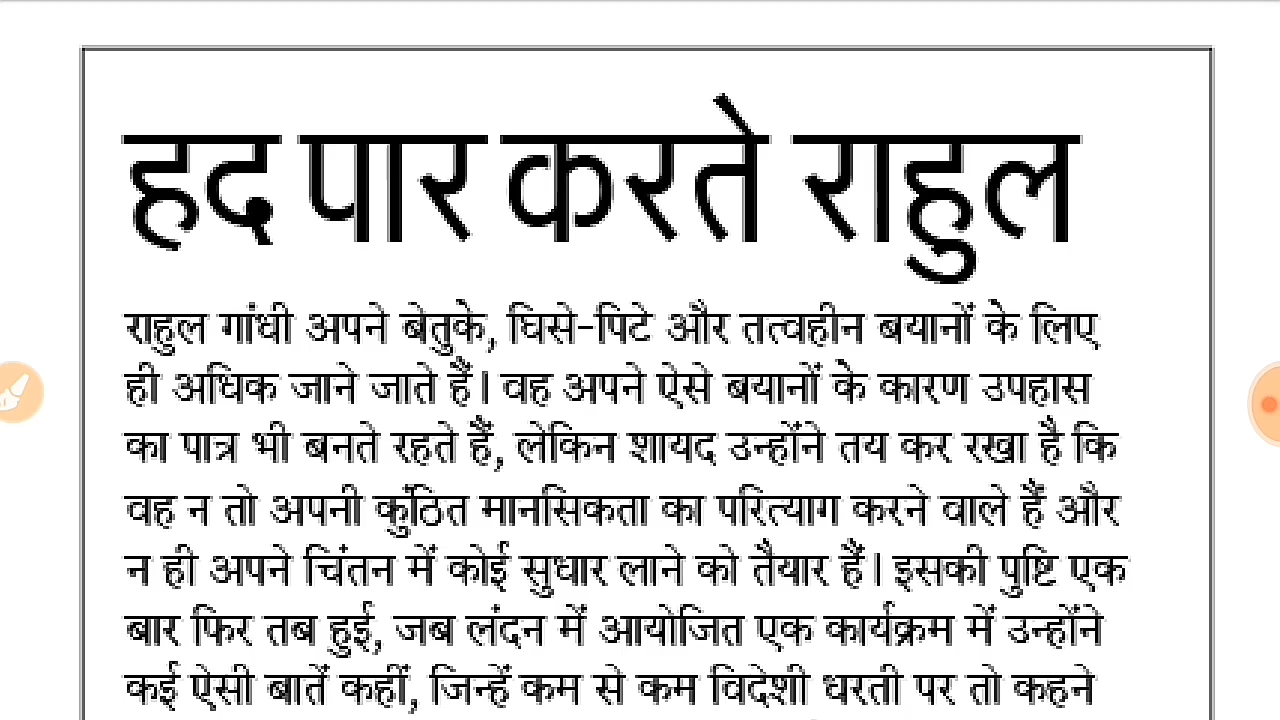 हद पार करते राहुल
राहुल गांधी अपने बेतुके, घिसे-पिटे और तत्वहीन बयानों के लिए
ही अधिक जाने जाते हैं। वह अपने ऐसे बयानों के कारण उपहास
का पात्र भी बनते रहते हैं, लेकिन शायद उन्होंने तय कर रखा है कि
वह न तो अपनी कुंठित मानसिकता का परित्याग करने वाले हैं और
न ही अपने चिंतन में कोई सुधार लाने को तैयार हैं। इसकी पुष्टि एक
बार फिर तब हुई, जब लंदन में आयोजित एक कार्यक्रम में उन्होंने
कई ऐसी बातें कहीं, जिन्हें कम से कम विदेशी धरती पर तो कहने